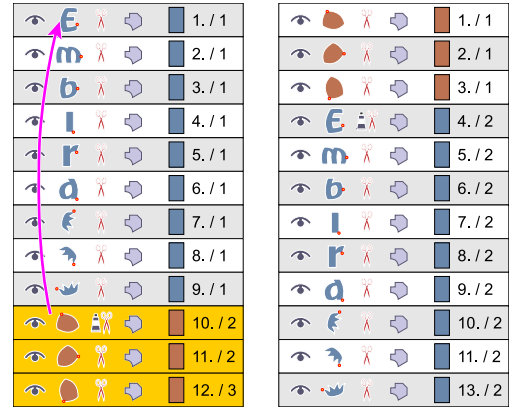 E 1. / 1
m 2. / 1
b 3. / 1
l 4. / 1
r 5. / 1
a 6. / 1
7. / 1
8. / 1
9. / 1
10. / 2
11. / 2
12. / 3
1. / 1
2. / 1
3. / 1
E 4. / 2
m 5. / 2
b 6. / 2
l 7. / 2
r 8. / 2
a 9. / 2
10. / 2
11. / 2
13. / 2